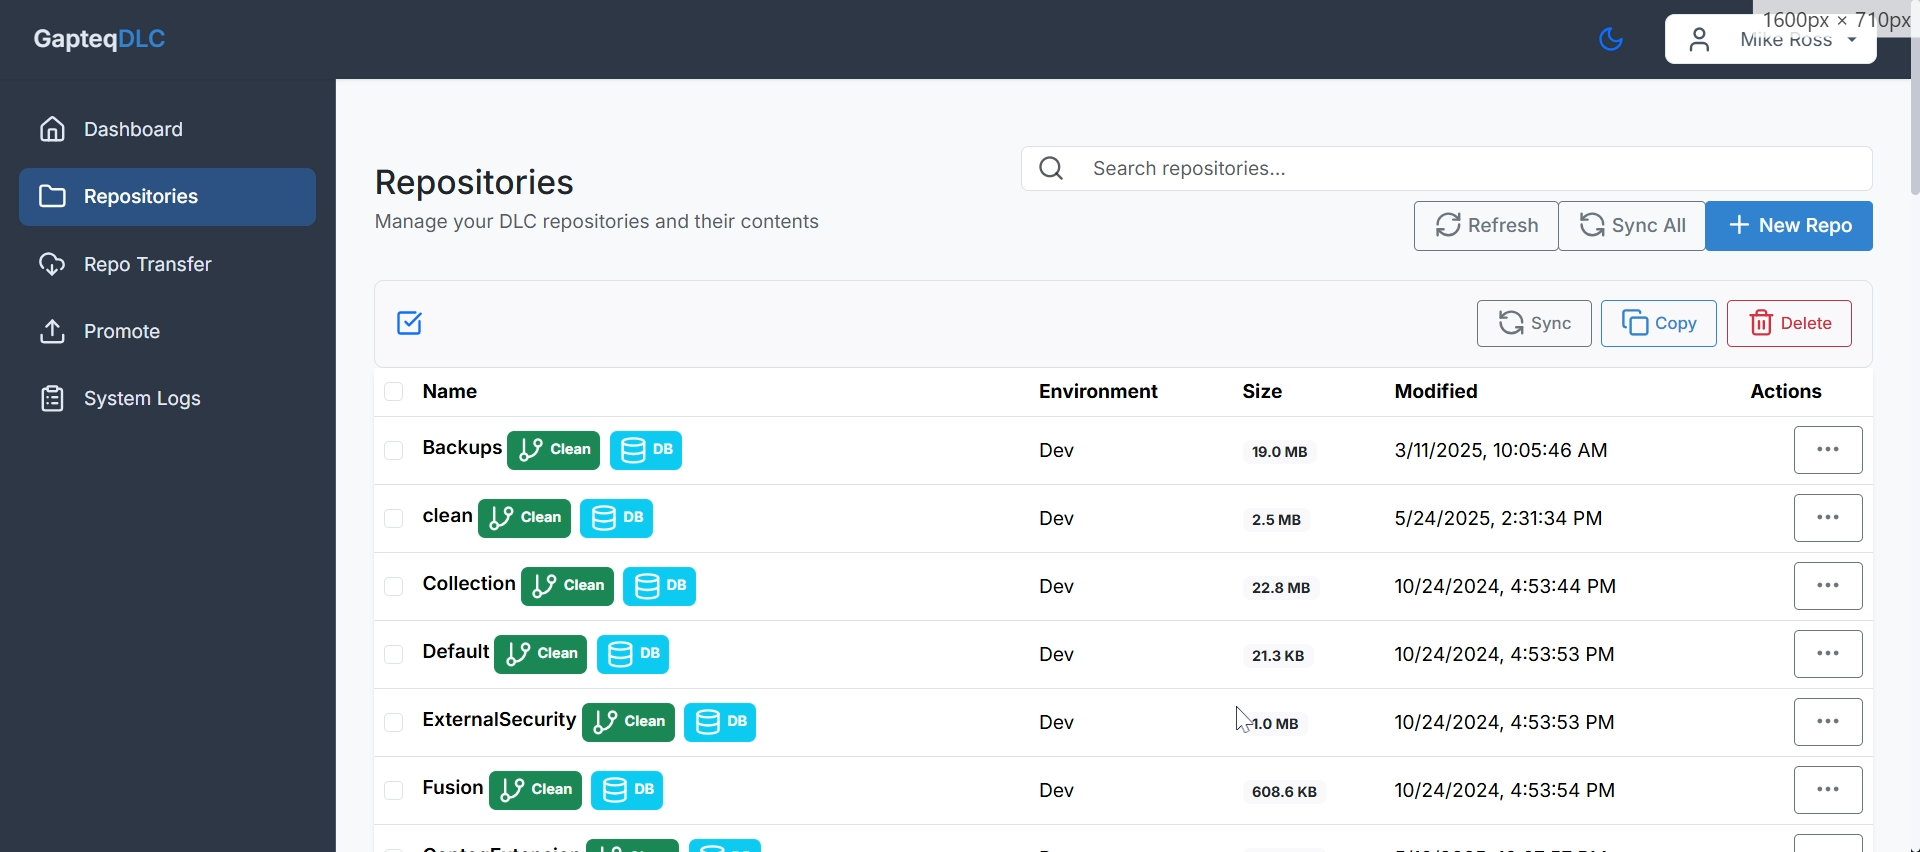 GapteqDLC
1600px × 710px
Mike Ross
Dashboard
Repositories
Repo Transfer
Promote
System Logs
Repositories
Manage your DLC repositories and their contents
Search repositories...
Refresh
Sync All
New Repo
Sync
Copy
Delete
Name Environment Size Modified Actions
Backups Clean DB Dev 19.0 MB 3/11/2025, 10:05:46 AM
clean Clean DB Dev 2.5 MB 5/24/2025, 2:31:34 PM
Collection Clean DB Dev 22.8 MB 10/24/2024, 4:53:44 PM
Default Clean DB Dev 21.3 KB 10/24/2024, 4:53:53 PM
ExternalSecurity Clean DB Dev 1.0 MB 10/24/2024, 4:53:53 PM
Fusion Clean DB Dev 608.6 KB 10/24/2024, 4:53:54 PM